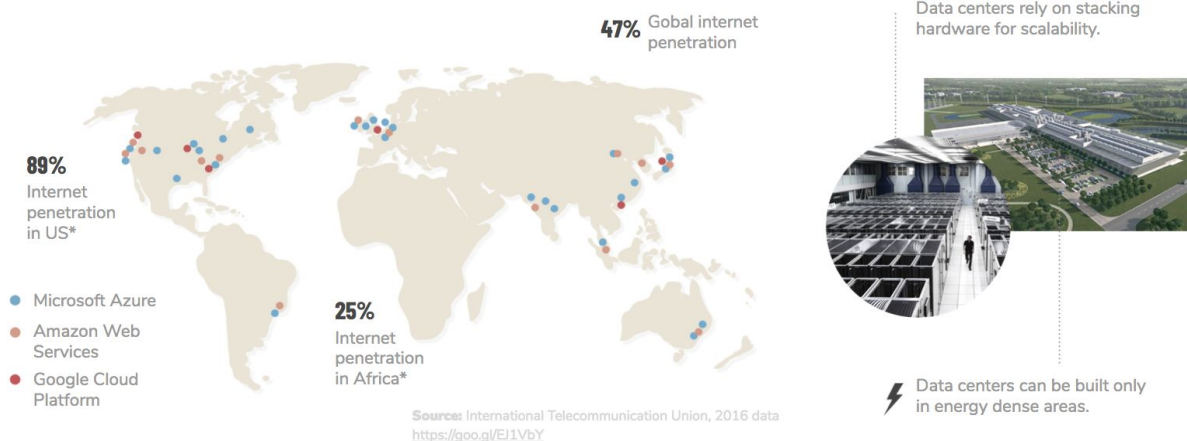 47% Gobal internet
penetration
89%
Internet
penetration
in US*
Microsoft Azure
Amazon Web
Services
Google Cloud
Platform
25%
Internet
penetration
in Africa*
Source: International Telecommunication Union, 2016 data
https://goo.gl/EJ1VbY
Data centers rely on stacking
hardware for scalability.
Data centers can be built only
in energy dense areas.